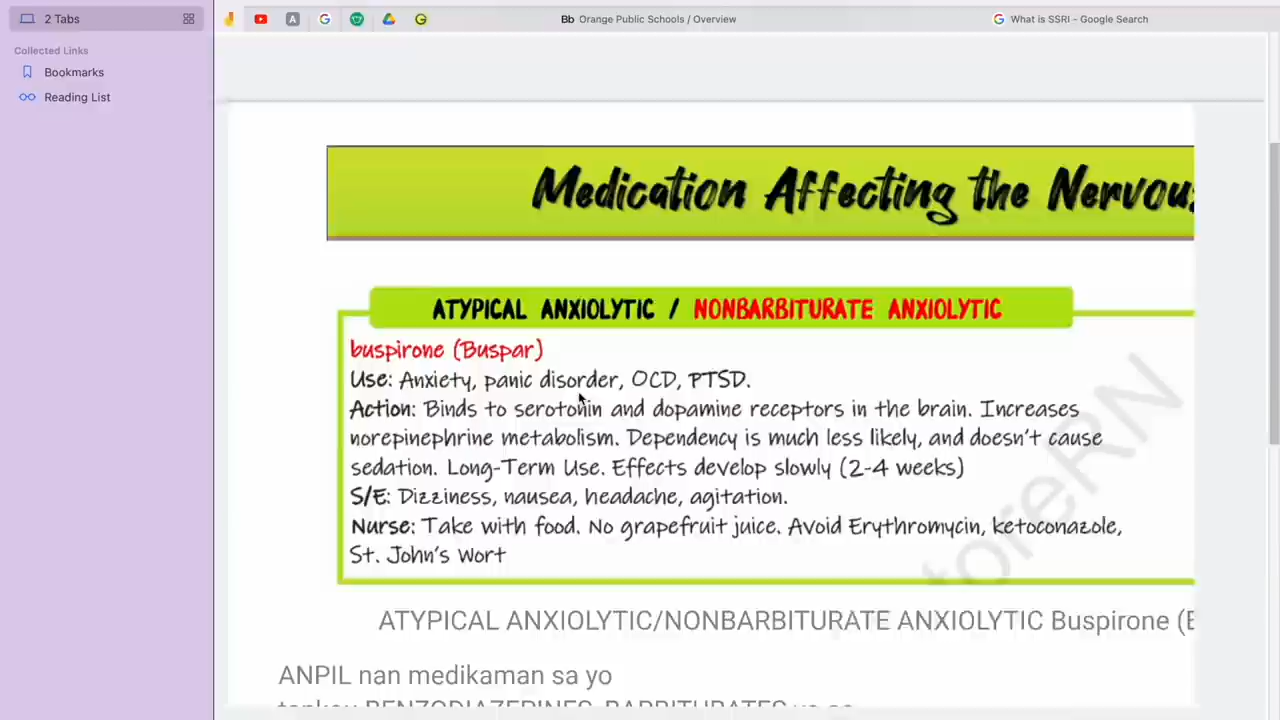 2 Tabs
Orange Public Schools / Overview
What is SSRI - Google Search
Collected Links
Bookmarks
Reading List
Medication Affecting the Nervou
ATYPICAL ANXIOLYTIC / NONBARBITURATE ANXIOLYTIC
buspirone (Buspar)
Use: Anxiety, panic disorder, OCD, PTSD.
Action: Binds to serotonin and dopamine receptors in the brain. Increases
norepinephrine metabolism. Dependency is much less likely, and doesn't cause
sedation. Long-Term Use. Effects develop slowly (2-4 weeks)
S/E: Dizziness, nausea, headache, agitation.
Nurse: Take with food. No grapefruit juice. Avoid Erythromycin, ketoconazole,
St. John's Wort
toreRN
ATYPICAL ANXIOLYTIC/NONBARBITURATE ANXIOLYTIC Buspirone (
ANPIL nan medikaman sa yo
BENZODIAZEPINES, BARBITURATES